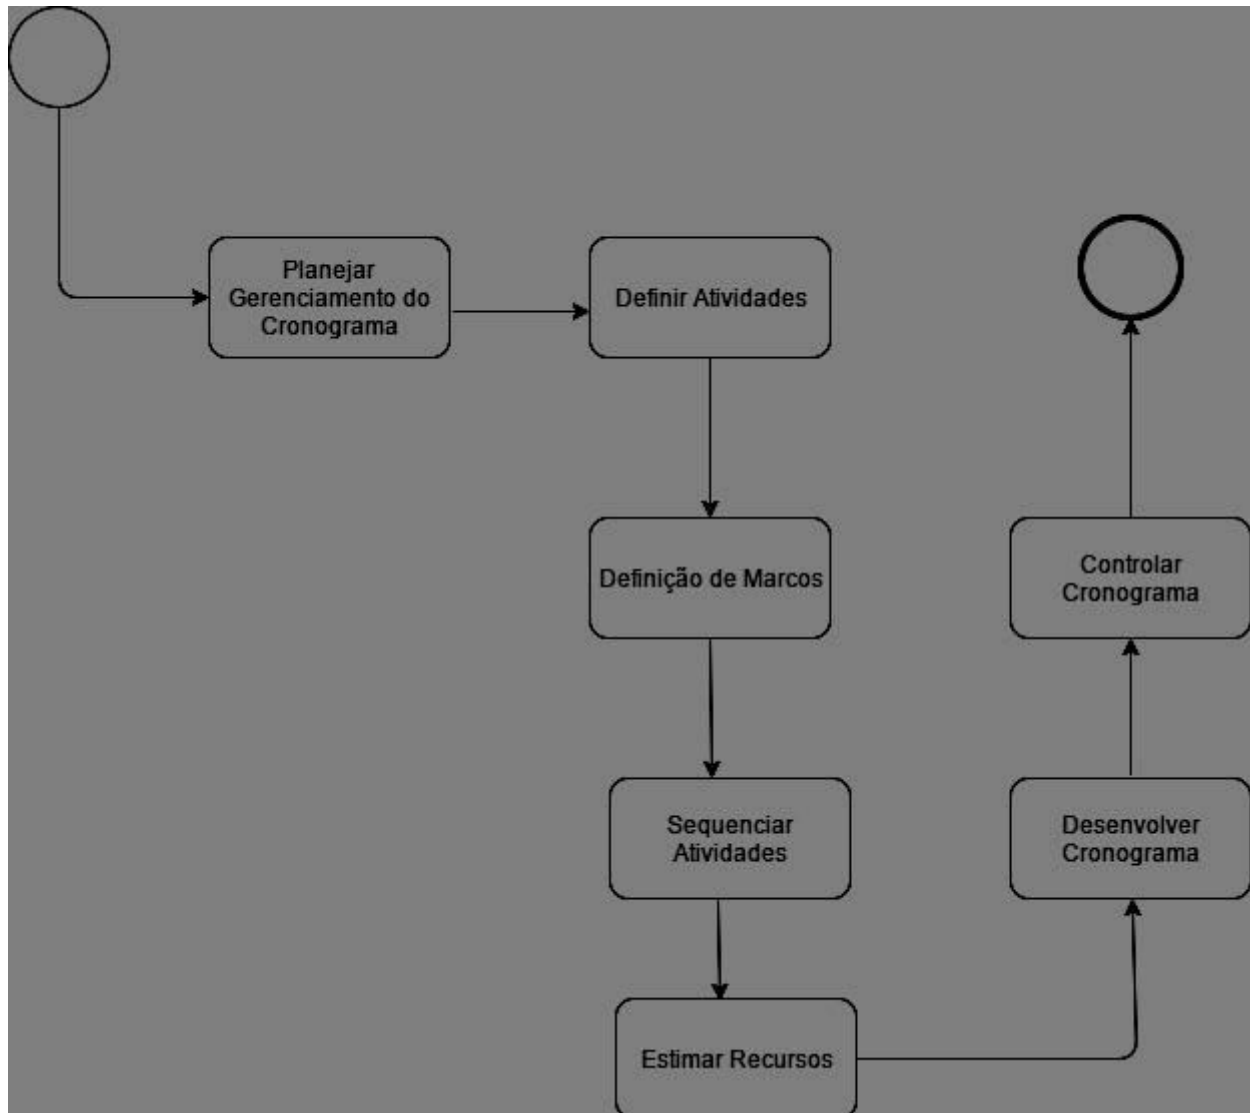 Planejar
Gerenciamento do
Cronograma
Definir Atividades
Definição de Marcos
Controlar
Cronograma
Sequenciar
Atividades
Desenvolver
Cronograma
Estimar Recursos